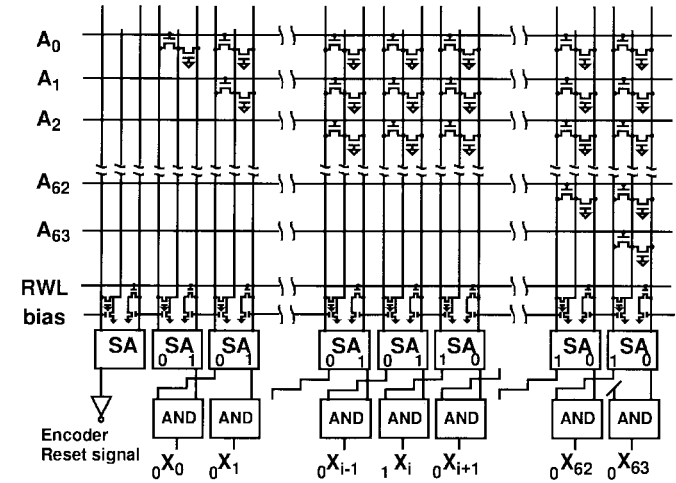 A0
A1
A2
A62
A63
RWL
bias
SA SA SA SA SA SA SA SA
0 1 0 1 0 1 0 1 1 0 1 0 1 0
AND AND AND AND AND AND AND
Encoder
Reset signal
0X0 0X1 0Xi-1 1Xi 0Xi+1 0X62 0X63